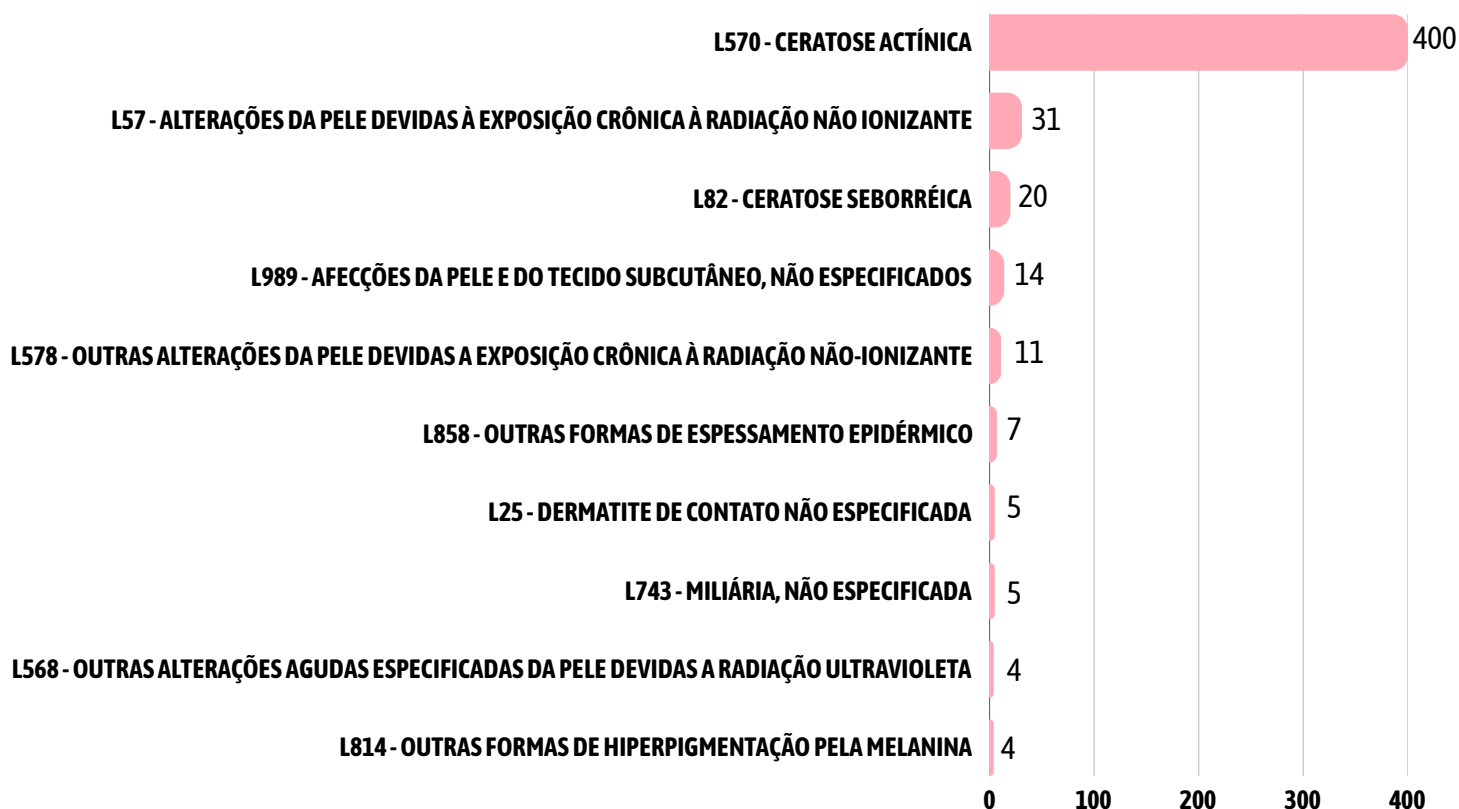 L570 - CERATOSE ACTÍNICA 400
L57 - ALTERAÇÕES DA PELE DEVIDAS À EXPOSIÇÃO CRÔNICA À RADIAÇÃO NÃO IONIZANTE 31
L82 - CERATOSE SEBORRÉICA 20
L989 - AFECÇÕES DA PELE E DO TECIDO SUBCUTÂNEO, NÃO ESPECIFICADOS 14
L578 - OUTRAS ALTERAÇÕES DA PELE DEVIDAS A EXPOSIÇÃO CRÔNICA À RADIAÇÃO NÃO-IONIZANTE 11
L858 - OUTRAS FORMAS DE ESPESSAMENTO EPIDÉRMICO 7
L25 - DERMATITE DE CONTATO NÃO ESPECIFICADA 5
L743 - MILIÁRIA, NÃO ESPECIFICADA 5
L568 - OUTRAS ALTERAÇÕES AGUDAS ESPECIFICADAS DA PELE DEVIDAS A RADIAÇÃO ULTRAVIOLETA 4
L814 - OUTRAS FORMAS DE HIPERPIGMENTAÇÃO PELA MELANINA 4
0 100 200 300 400